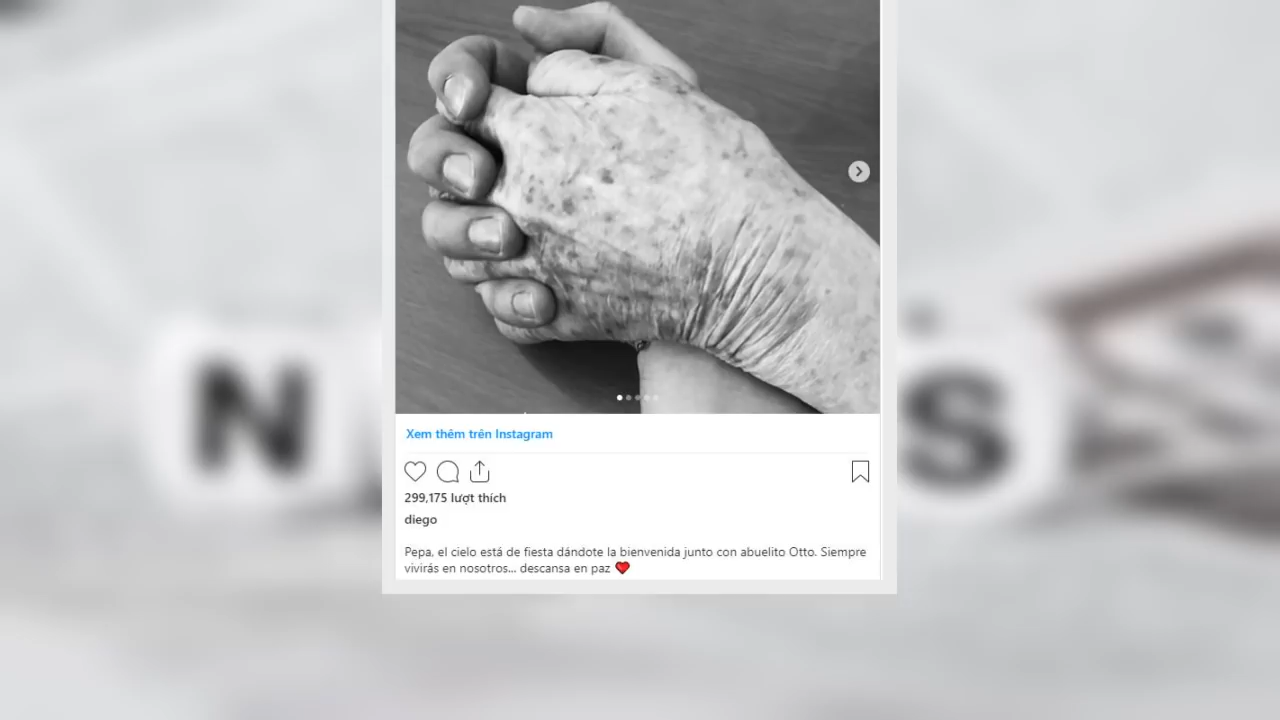 N
S
Xem thêm trên Instagram
299,175 lượt thích
diego
Pepa, el cielo está de fiesta dándote la bienvenida junto con abuelito Otto. Siempre
vivirás en nosotros... descansa en paz ❤️